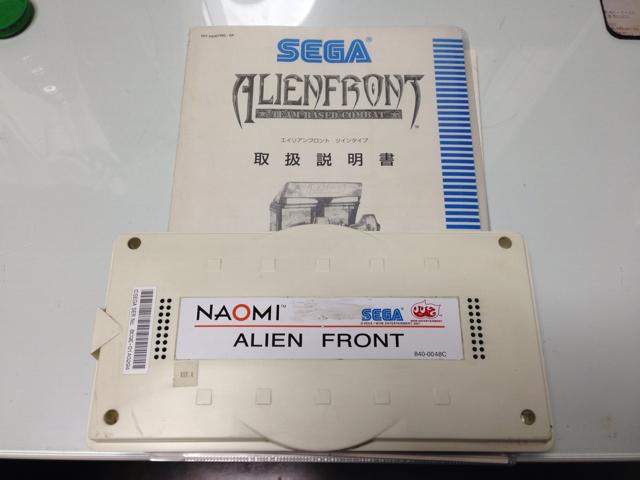 SEGA
ALIENFRONT
TEAM BASED COMBAT
エイリアンフロント ツインタイプ
取扱説明書
NAOMI™
SEGA
ALIEN FRONT
840-0048C